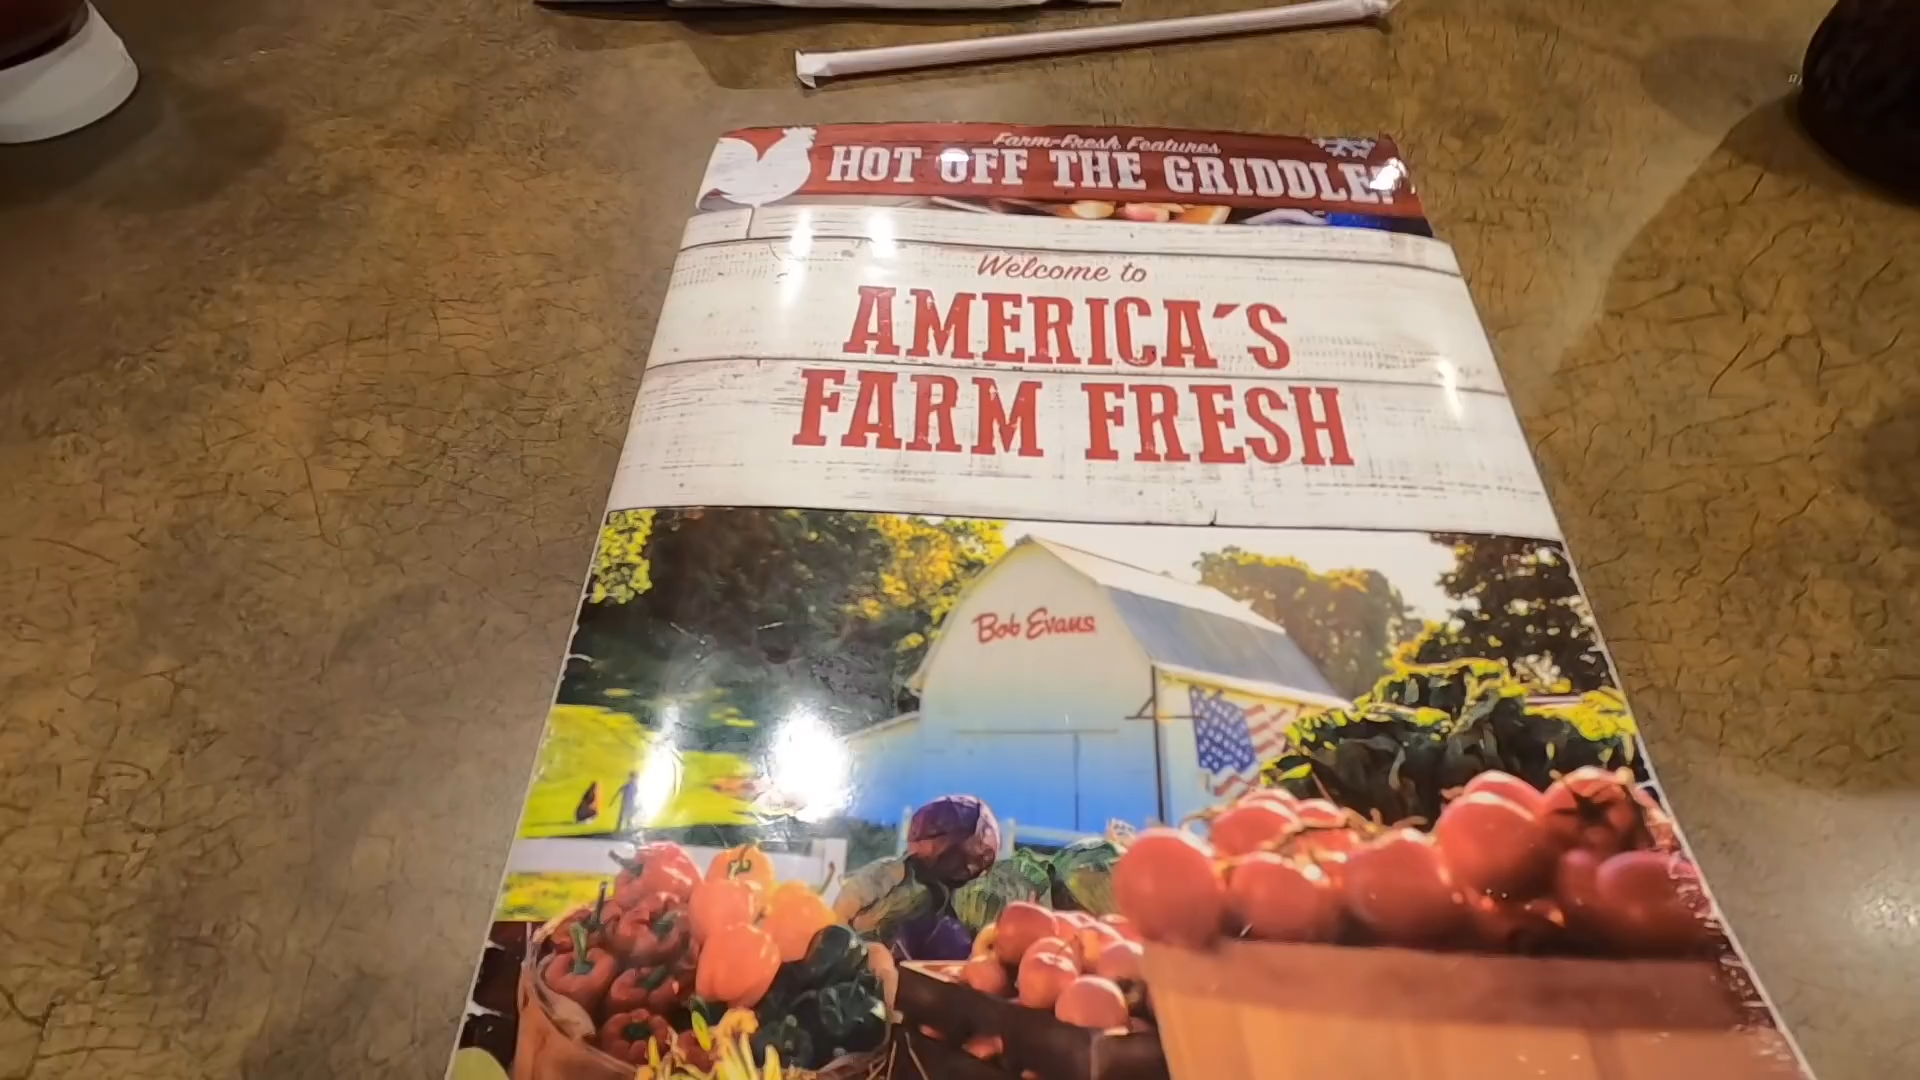 Farm-Fresh Features
HOT OFF THE GRIDDLE!
Welcome to
AMERICA'S
FARM FRESH
Bob Evans